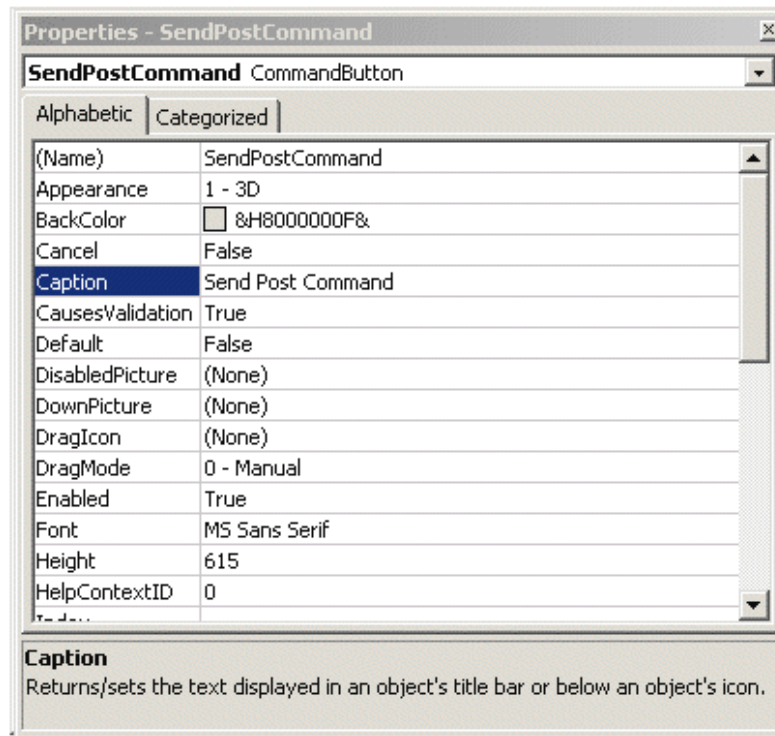 Properties - SendPostCommand
SendPostCommand CommandButton
Alphabetic Categorized
(Name) SendPostCommand
Appearance 1 - 3D
BackColor &H8000000F&
Cancel False
Caption Send Post Command
CausesValidation True
Default False
DisabledPicture (None)
DownPicture (None)
DragIcon (None)
DragMode 0 - Manual
Enabled True
Font MS Sans Serif
Height 615
HelpContextID 0
Caption
Returns/sets the text displayed in an object's title bar or below an object's icon.